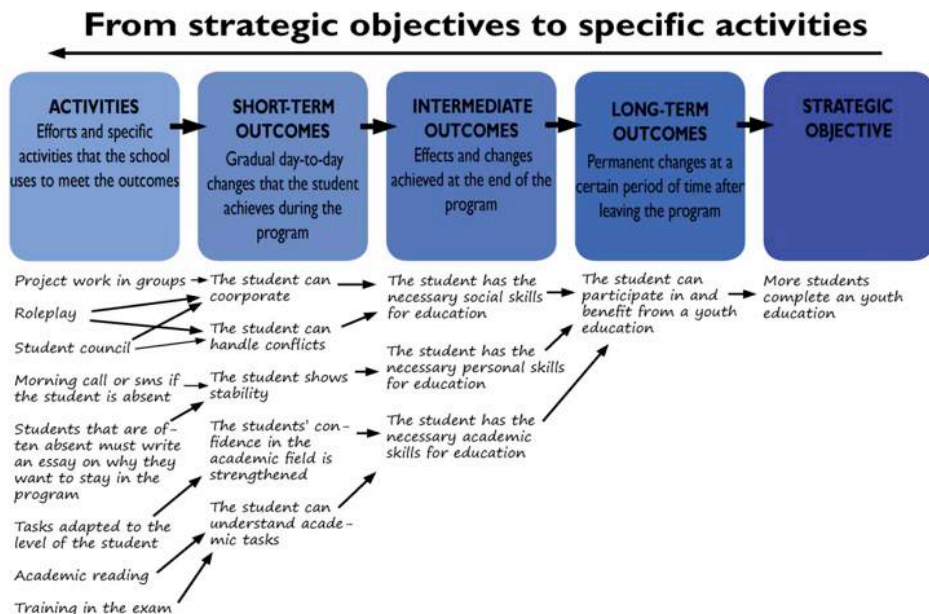 From strategic objectives to specific activities
ACTIVITIES
Efforts and specific
activities that the school
uses to meet the outcomes
SHORT-TERM
OUTCOMES
Gradual day-to-day
changes that the student
achieves during the
program
INTERMEDIATE
OUTCOMES
Effects and changes
achieved at the end of the
program
LONG-TERM
OUTCOMES
Permanent changes at a
certain period of time after
leaving the program
STRATEGIC
OBJECTIVE
Project work in groups
Roleplay
Student council
Morning call or sms if
the student is absent
Students that are of-
ten absent must write
an essay on why they
want to stay in the
program
Tasks adapted to the
level of the student
Academic reading
Training in the exam
The student can
coorporate
The student can
handle conflicts
The student shows
stability
The students' con-
fidence in the
academic field is
strengthened
The student can
understand acade-
mic tasks
The student has the
necessary social skills
for education
The student has the
necessary personal skills
for education
The student has the
necessary academic
skills for education
The student can
participate in and
benefit from a youth
education
More students
complete an youth
education